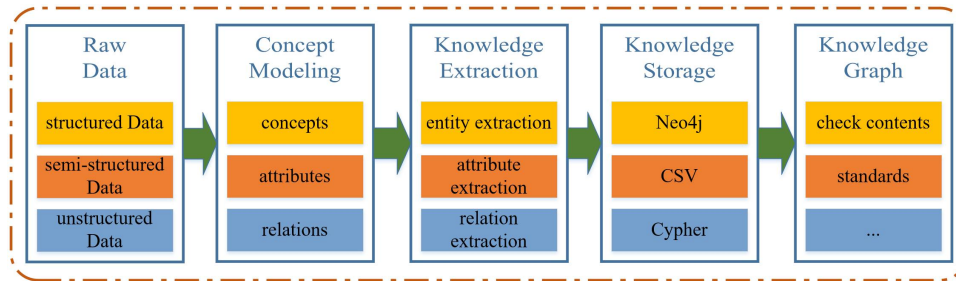 Raw
Data
structured Data
semi-structured
Data
unstructured
Data
Concept
Modeling
concepts
attributes
relations
Knowledge
Extraction
entity extraction
attribute
extraction
relation
extraction
Knowledge
Storage
Neo4j
CSV
Cypher
Knowledge
Graph
check contents
standards
...